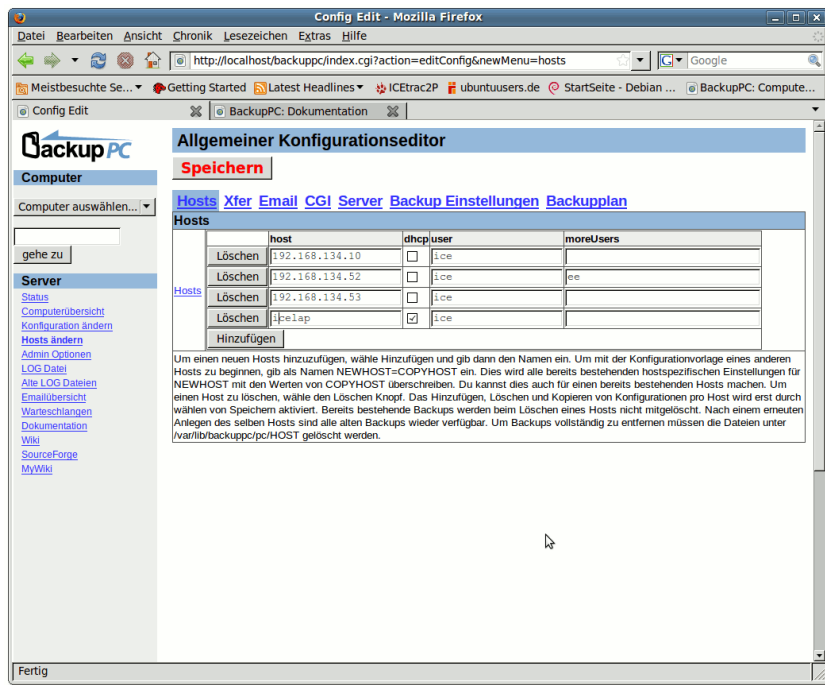 Config Edit - Mozilla Firefox
Datei Bearbeiten Ansicht Chronik Lesezeichen Extras Hilfe
http://localhost/backuppc/index.cgi?action=editConfig&newMenu=hosts
G Google
Meistbesuchte Se... Getting Started Latest Headlines ICEtrac2P ubuntuusers.de StartSeite - Debian ... BackupPC: Compute...
Config Edit BackupPC: Dokumentation
BackupPC
Computer
Computer auswählen...
gehe zu
Server
Status
Computerübersicht
Konfiguration ändern
Hosts ändern
Admin Optionen
LOG Datei
Alte LOG Dateien
Emailübersicht
Warteschlangen
Dokumentation
Wiki
SourceForge
MyWiki
Allgemeiner Konfigurationseditor
Speichern
Hosts Xfer Email CGI Server Backup Einstellungen Backupplan
Hosts
host dhcp user moreUsers
Hosts
Löschen 192.168.134.10 ice
Löschen 192.168.134.52 ice ee
Löschen 192.168.134.53 ice
Löschen icelap ice
Hinzufügen
Um einen neuen Hosts hinzuzufügen, wähle Hinzufügen und gib dann den Namen ein. Um mit der Konfigurationvorlage eines anderen
Hosts zu beginnen, gib als Namen NEWHOST=COPYHOST ein. Dies wird alle bereits bestehenden hostspezifischen Einstellungen für
NEWHOST mit den Werten von COPYHOST überschreiben. Du kannst dies auch für einen bereits bestehenden Hosts machen. Um
einen Host zu löschen, wähle den Löschen Knopf. Das Hinzufügen, Löschen und Kopieren von Konfigurationen pro Host wird erst durch
wählen von Speichern aktiviert. Bereits bestehende Backups werden beim Löschen eines Hosts nicht mitgelöscht. Nach einem erneuten
Anlegen des selben Hosts sind alle alten Backups wieder verfügbar. Um Backups vollständig zu entfernen müssen die Dateien unter
/var/lib/backuppc/pc/HOST gelöscht werden.
Fertig